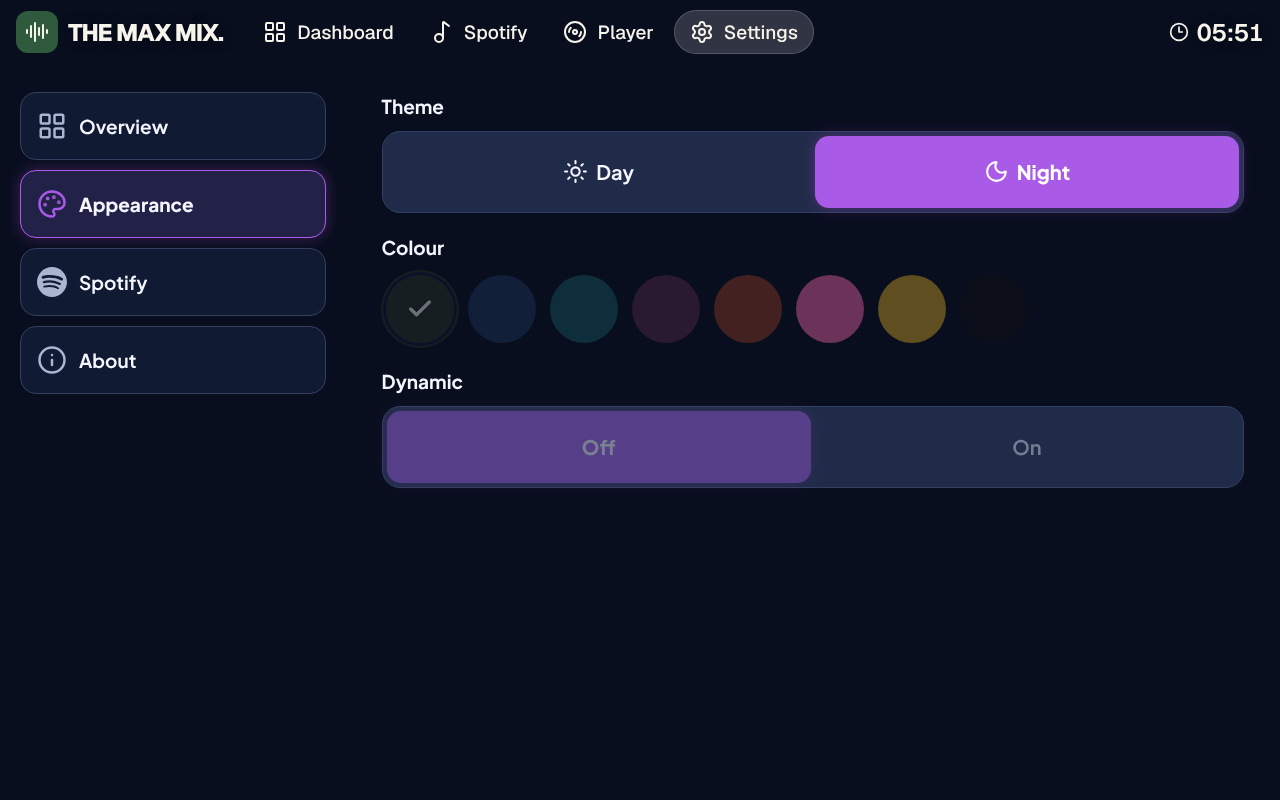 THE MAX MIX.
Dashboard
Spotify
Player
Settings
05:51
Overview
Appearance
Spotify
About
Theme
Day
Night
Colour
Dynamic
Off
On